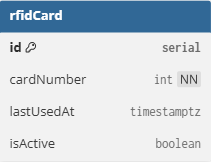 rfidCard
id serial
cardNumber int NN
lastUsedAt timestamptz
isActive boolean